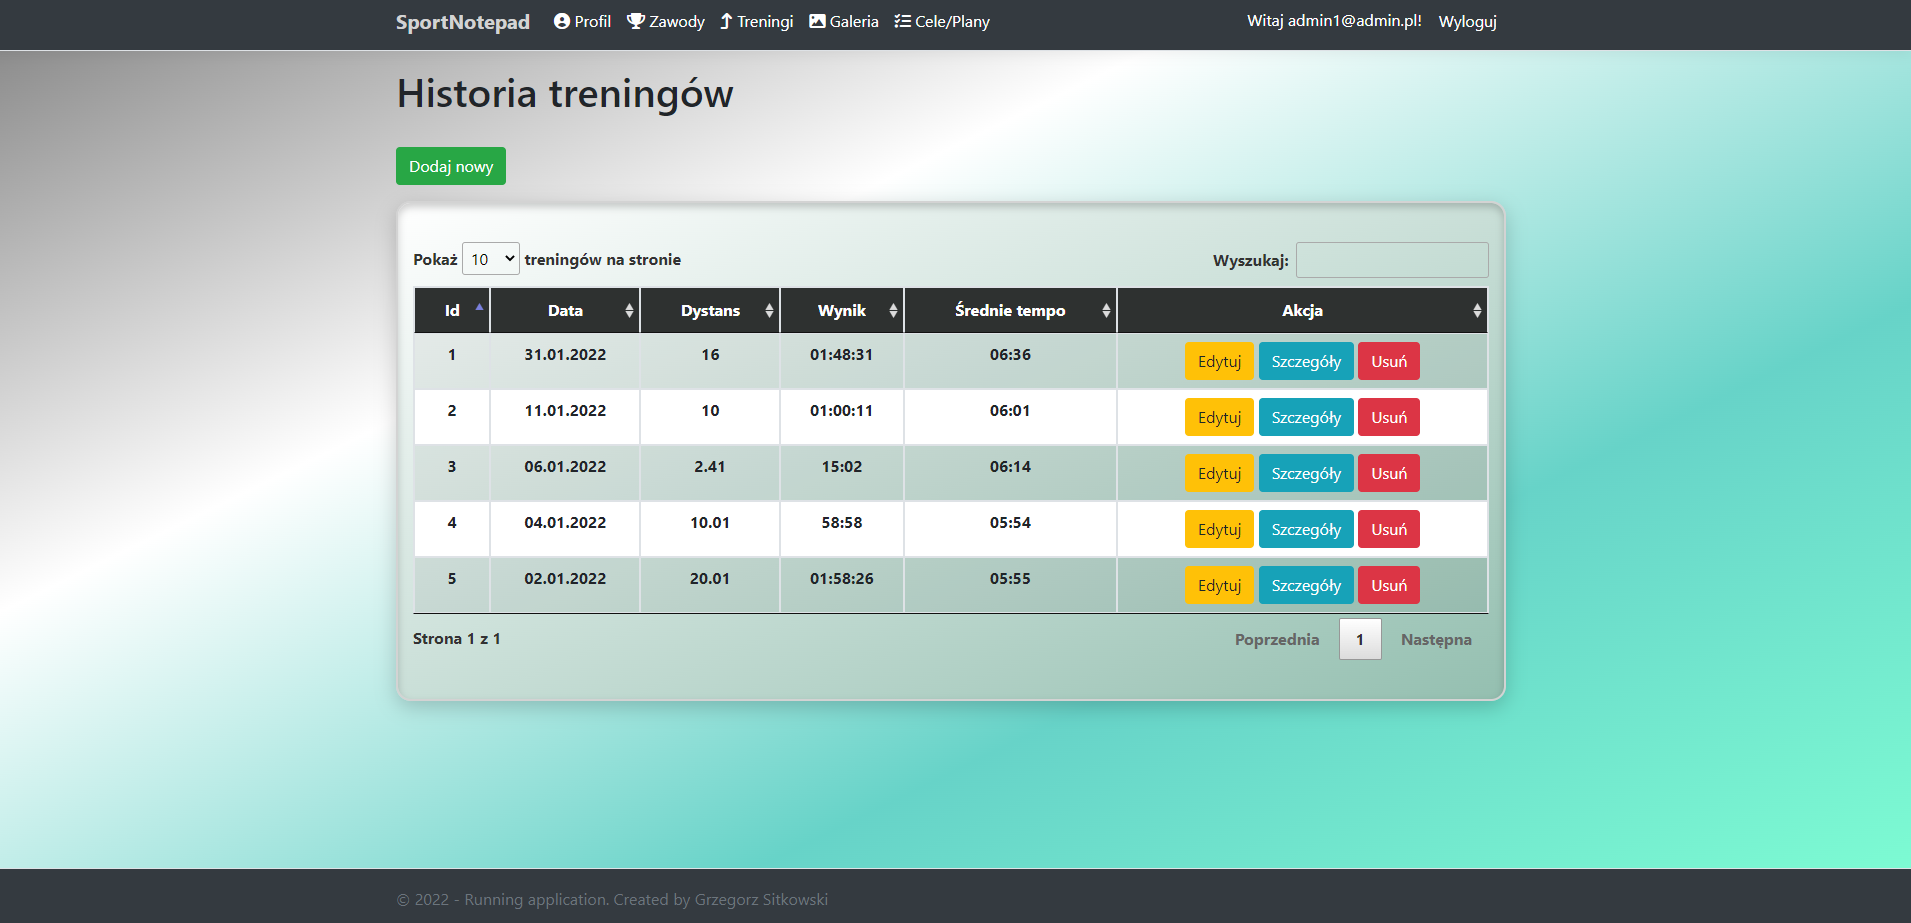 SportNotepad Profil Zawody Treningi Galeria Cele/Plany Witaj admin1@admin.pl! Wyloguj
Historia treningów
Dodaj nowy
Pokaż 10 treningów na stronie Wyszukaj:
Id Data Dystans Wynik Średnie tempo Akcja
1 31.01.2022 16 01:48:31 06:36 Edytuj Szczegóły Usuń
2 11.01.2022 10 01:00:11 06:01 Edytuj Szczegóły Usuń
3 06.01.2022 2.41 15:02 06:14 Edytuj Szczegóły Usuń
4 04.01.2022 10.01 58:58 05:54 Edytuj Szczegóły Usuń
5 02.01.2022 20.01 01:58:26 05:55 Edytuj Szczegóły Usuń
Strona 1 z 1 Poprzednia 1 Następna
© 2022 - Running application. Created by Grzegorz Sitkowski